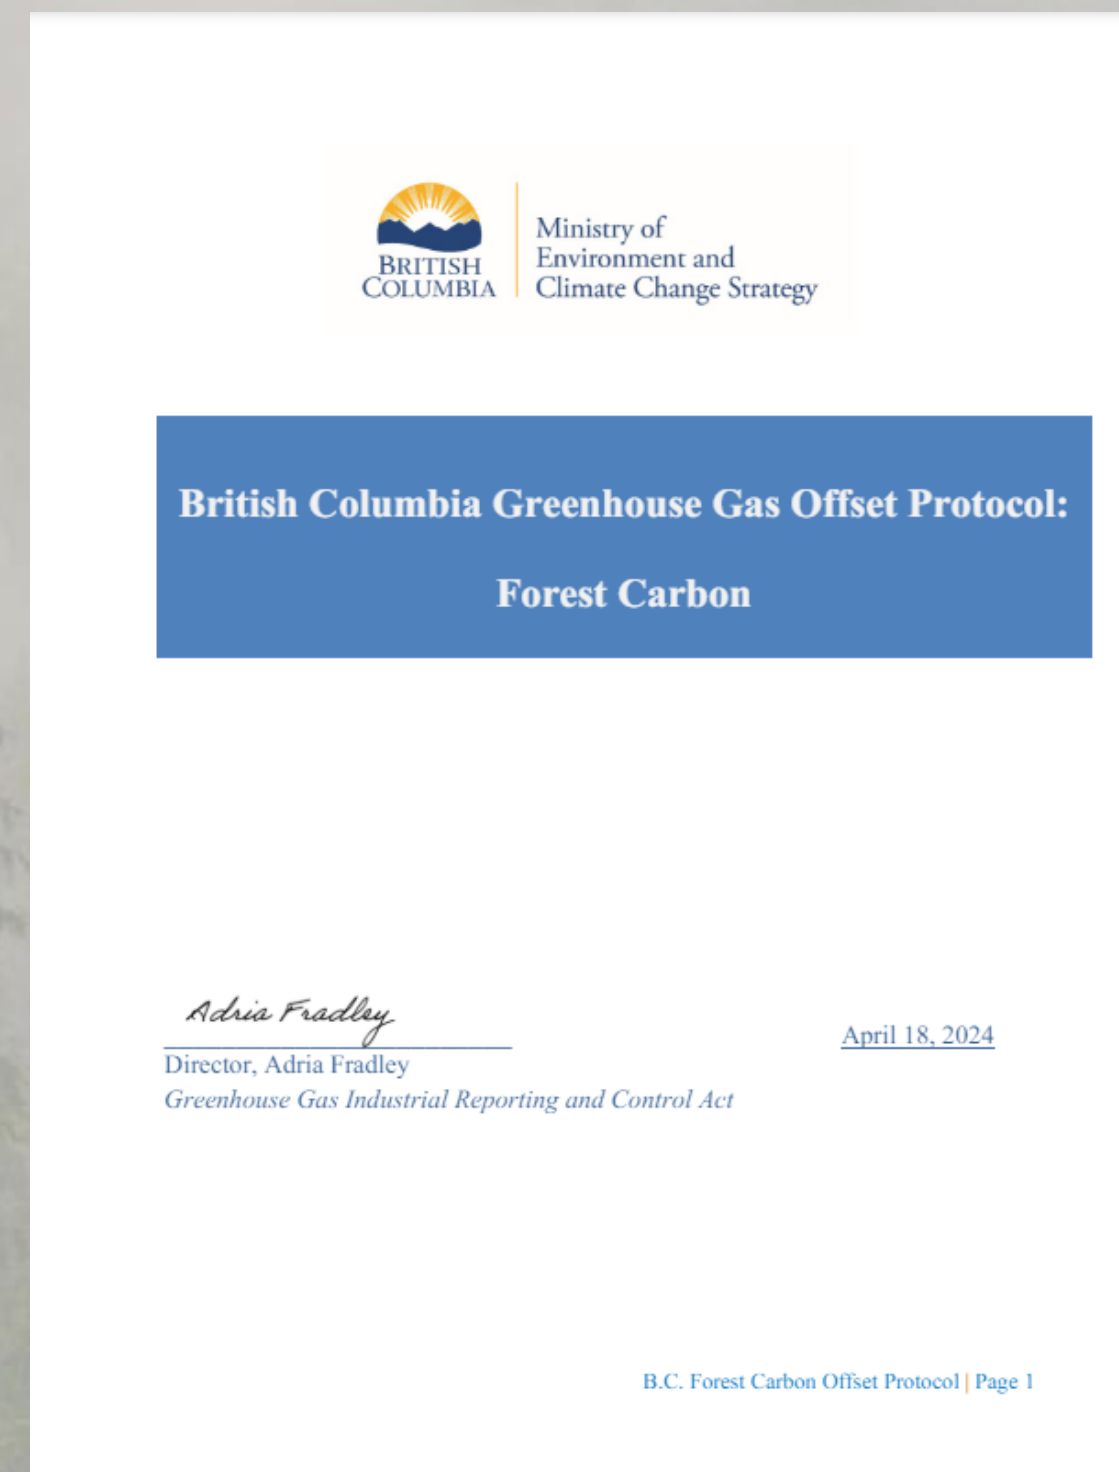 BRITISH
COLUMBIA
Ministry of
Environment and
Climate Change Strategy
British Columbia Greenhouse Gas Offset Protocol:
Forest Carbon
Adria Fradley
April 18, 2024
Director, Adria Fradley
Greenhouse Gas Industrial Reporting and Control Act
B.C. Forest Carbon Offset Protocol | Page 1